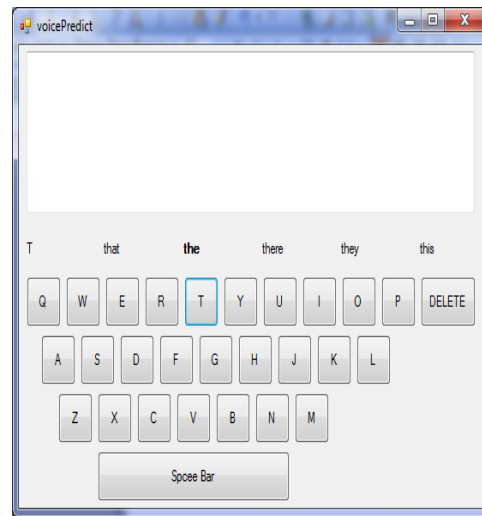 voicePredict
T that the there they this
Q W E R T Y U I O P DELETE
A S D F G H J K L
Z X C V B N M
Spcee Bar